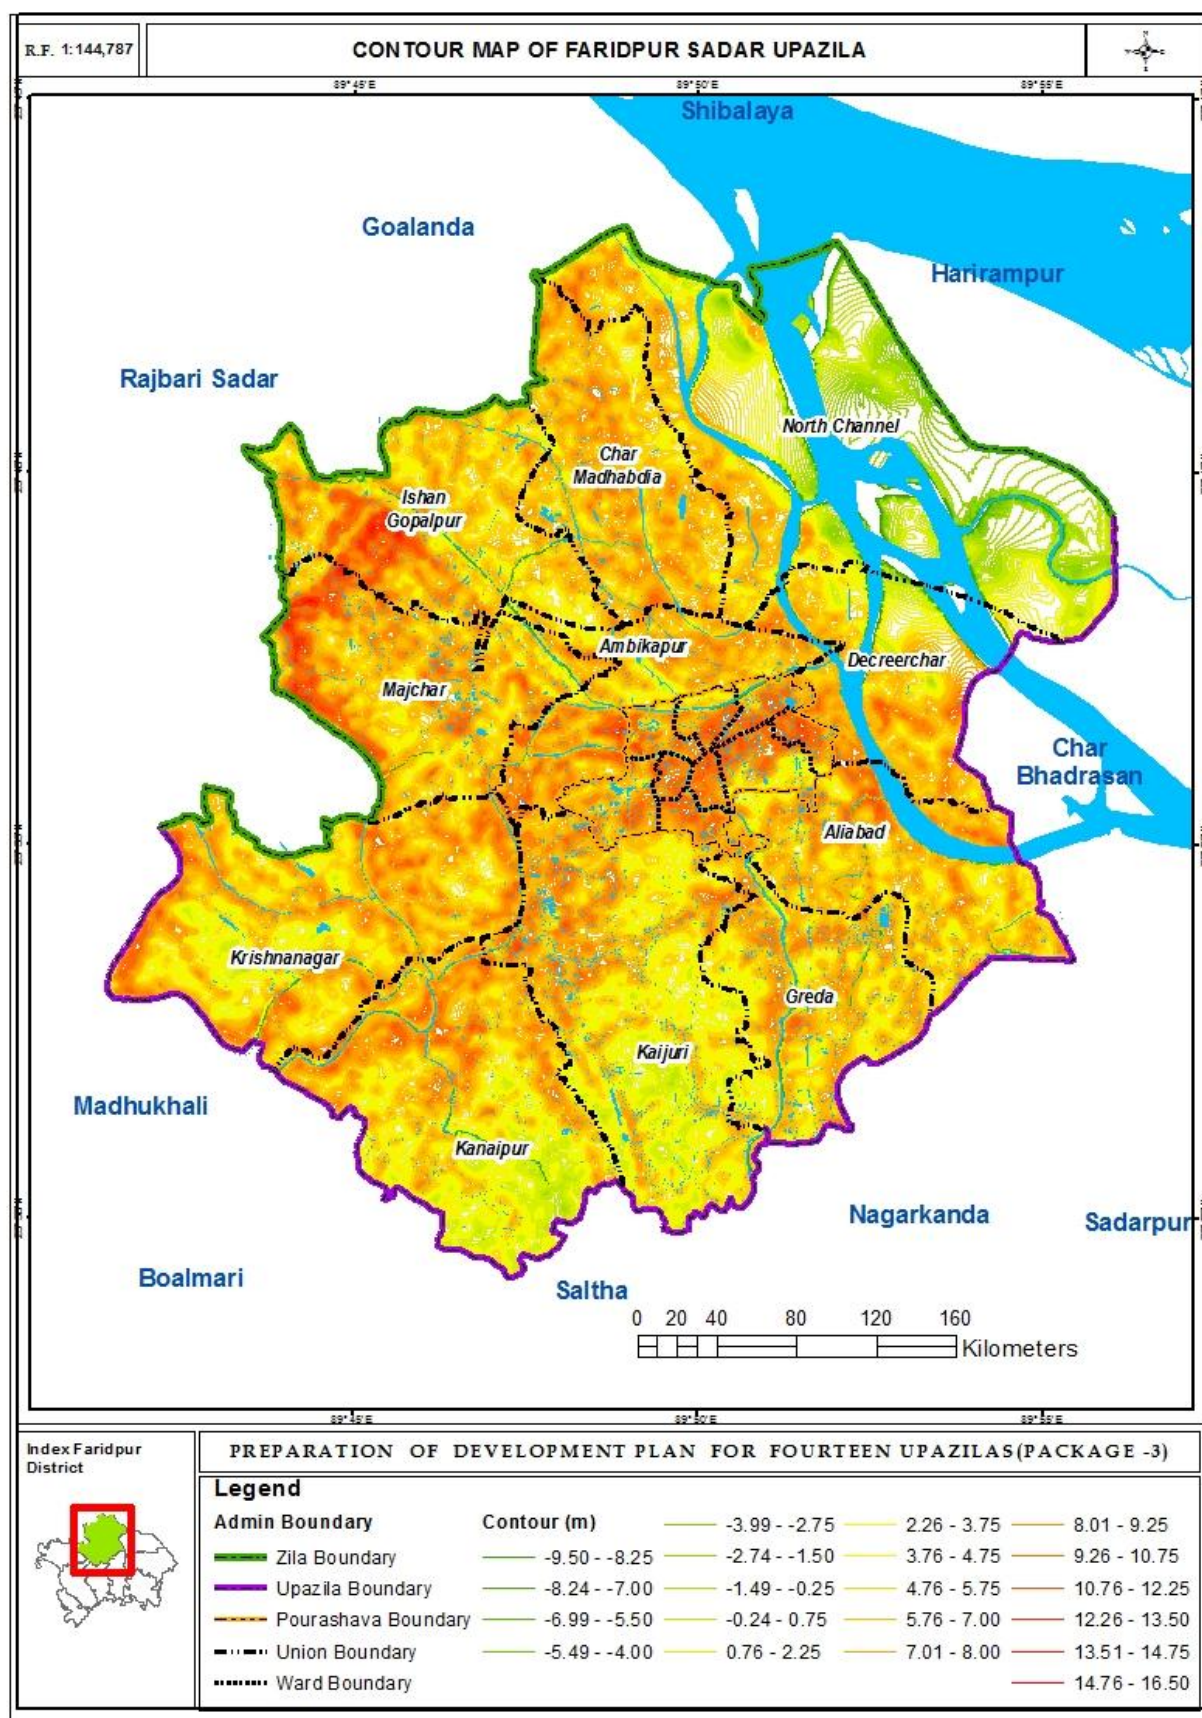 R.F. 1:144,787
CONTOUR MAP OF FARIDPUR SADAR UPAZILA
N
89°45'E 89°50'E 89°55'E
Shibalaya
Goalanda
Harirampur
Rajbari Sadar
North Channel
Char
Madhabdia
Ishan
Gopalpur
Ambikapur
Decreerchar
Majchar
Char
Bhadrasan
Aliabad
Krishnanagar
Greda
Kaijuri
Madhukhali
Kanaipur
Nagarkanda
Sadarpur
Boalmari
Saltha
0 20 40 80 120 160
Kilometers
89°45'E 89°50'E 89°55'E
Index Faridpur
District
PREPARATION OF DEVELOPMENT PLAN FOR FOURTEEN UPAZILAS(PACKAGE -3)
Legend
Admin Boundary
Zila Boundary
Upazila Boundary
Pourashava Boundary
Union Boundary
Ward Boundary
Contour (m)
-9.50 - -8.25
-8.24 - -7.00
-6.99 - -5.50
-5.49 - -4.00
-3.99 - -2.75
-2.74 - -1.50
-1.49 - -0.25
-0.24 - 0.75
0.76 - 2.25
2.26 - 3.75
3.76 - 4.75
4.76 - 5.75
5.76 - 7.00
7.01 - 8.00
8.01 - 9.25
9.26 - 10.75
10.76 - 12.25
12.26 - 13.50
13.51 - 14.75
14.76 - 16.50